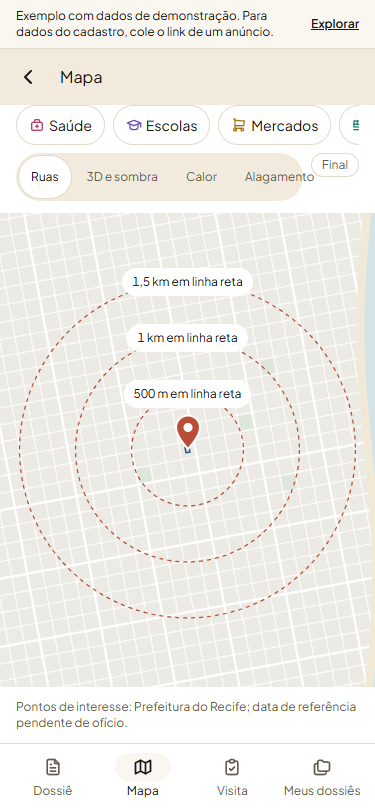 Exemplo com dados de demonstração. Para
dados do cadastro, cole o link de um anúncio.
Explorar
Mapa
Saúde
Escolas
Mercados
Ruas
3D e sombra
Calor
Alagamento
Final
1,5 km em linha reta
1 km em linha reta
500 m em linha reta
Pontos de interesse: Prefeitura do Recife; data de referência
pendente de ofício.
Dossiê
Mapa
Visita
Meus dossiês